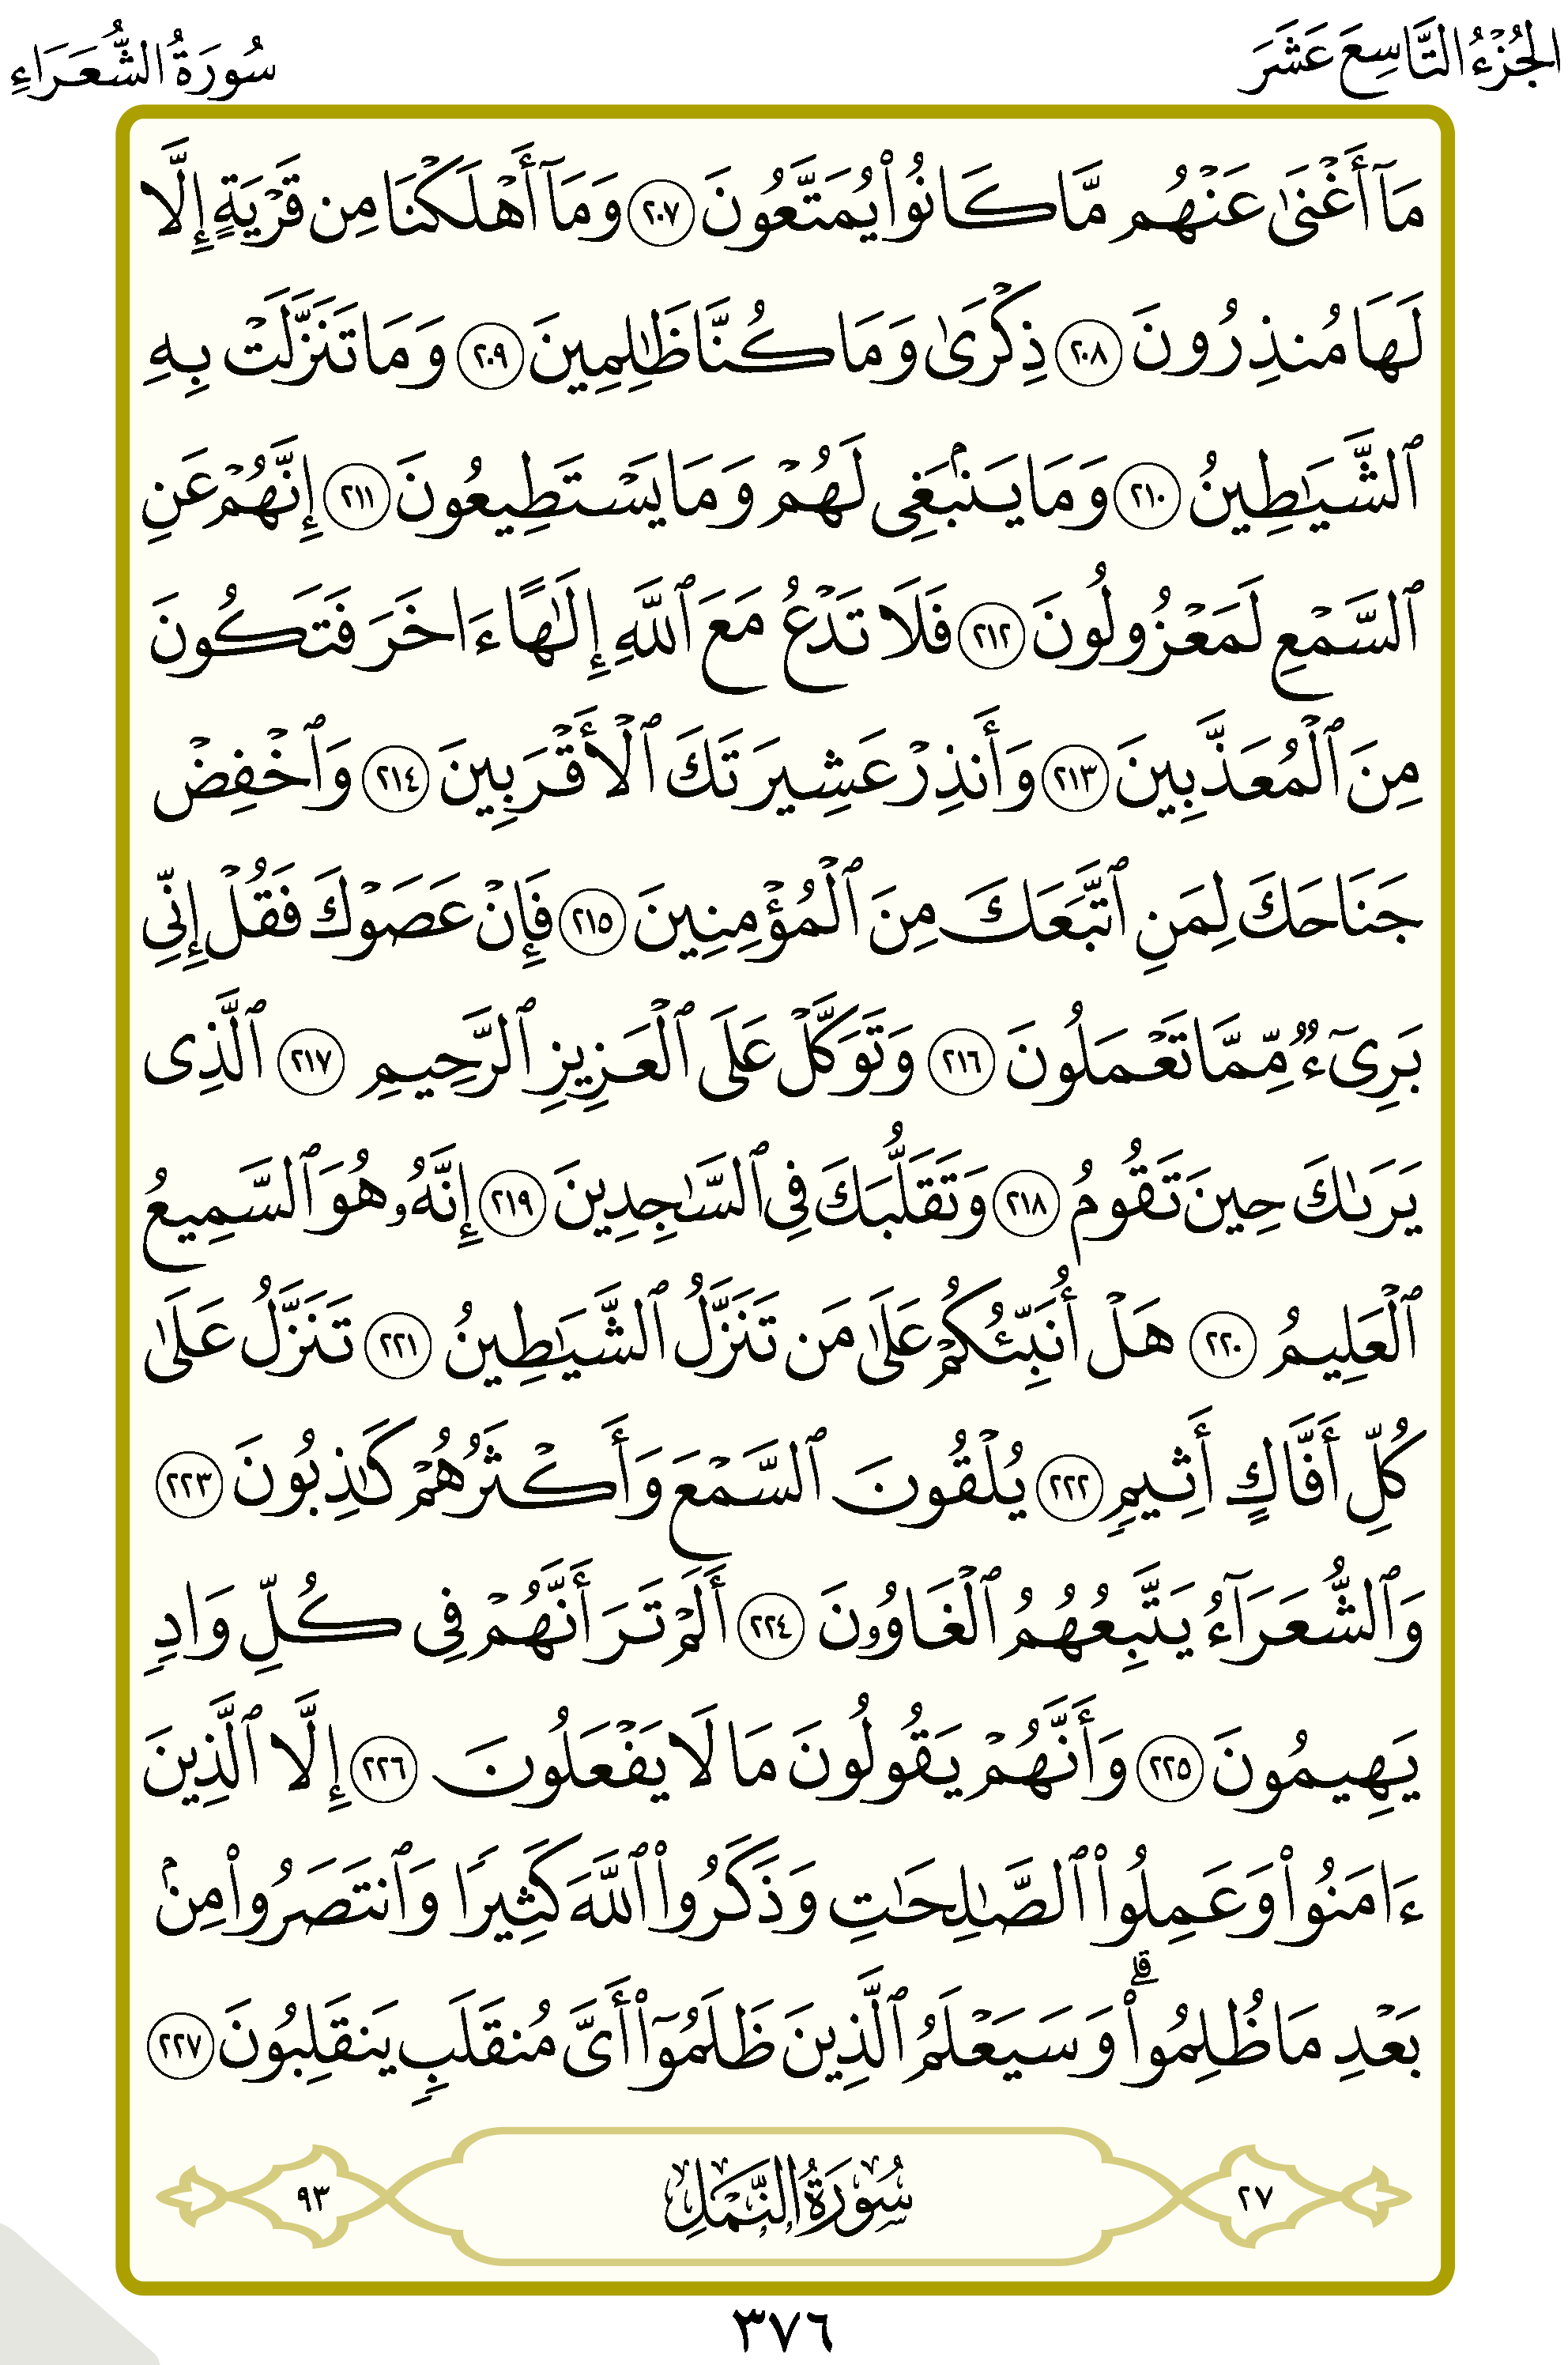 الجُزْءُ التَّاسِعَ عَشَرَ
سُورَةُ الشُّعَرَاءِ
مَآ أَغْنَىٰ عَنْهُم مَّا كَانُوا۟ يُمَتَّعُونَ ٢٠٧ وَمَآ أَهْلَكْنَا مِن قَرْيَةٍ إِلَّا
لَهَا مُنذِرُونَ ٢٠٨ ذِكْرَىٰ وَمَا كُنَّا ظَٰلِمِينَ ٢٠٩ وَمَا تَنَزَّلَتْ بِهِ
ٱلشَّيَٰطِينُ ٢١٠ وَمَا يَنۢبَغِى لَهُمْ وَمَا يَسْتَطِيعُونَ ٢١١ إِنَّهُمْ عَنِ
ٱلسَّمْعِ لَمَعْزُولُونَ ٢١٢ فَلَا تَدْعُ مَعَ ٱللَّهِ إِلَٰهًا ءَاخَرَ فَتَكُونَ
مِنَ ٱلْمُعَذَّبِينَ ٢١٣ وَأَنذِرْ عَشِيرَتَكَ ٱلْأَقْرَبِينَ ٢١٤ وَٱخْفِضْ
جَنَاحَكَ لِمَنِ ٱتَّبَعَكَ مِنَ ٱلْمُؤْمِنِينَ ٢١٥ فَإِنْ عَصَوْكَ فَقُلْ إِنِّى
بَرِىٓءٌ مِّمَّا تَعْمَلُونَ ٢١٦ وَتَوَكَّلْ عَلَى ٱلْعَزِيزِ ٱلرَّحِيمِ ٢١٧ ٱلَّذِى
يَرَىٰكَ حِينَ تَقُومُ ٢١٨ وَتَقَلُّبَكَ فِى ٱلسَّٰجِدِينَ ٢١٩ إِنَّهُۥ هُوَ ٱلسَّمِيعُ
ٱلْعَلِيمُ ٢٢٠ هَلْ أُنَبِّئُكُمْ عَلَىٰ مَن تَنَزَّلُ ٱلشَّيَٰطِينُ ٢٢١ تَنَزَّلُ عَلَىٰ
كُلِّ أَفَّاكٍ أَثِيمٍ ٢٢٢ يُلْقُونَ ٱلسَّمْعَ وَأَكْثَرُهُمْ كَٰذِبُونَ ٢٢٣
وَٱلشُّعَرَآءُ يَتَّبِعُهُمُ ٱلْغَاوُۥنَ ٢٢٤ أَلَمْ تَرَ أَنَّهُمْ فِى كُلِّ وَادٍ
يَهِيمُونَ ٢٢٥ وَأَنَّهُمْ يَقُولُونَ مَا لَا يَفْعَلُونَ ٢٢٦ إِلَّا ٱلَّذِينَ
ءَامَنُوا۟ وَعَمِلُوا۟ ٱلصَّٰلِحَٰتِ وَذَكَرُوا۟ ٱللَّهَ كَثِيرًا وَٱنتَصَرُوا۟ مِنۢ
بَعْدِ مَا ظُلِمُوا۟ ۗ وَسَيَعْلَمُ ٱلَّذِينَ ظَلَمُوٓا۟ أَىَّ مُنقَلَبٍ يَنقَلِبُونَ ٢٢٧
٢٧ سُورَةُ النَّمْلِ ٩٣
٣٧٦